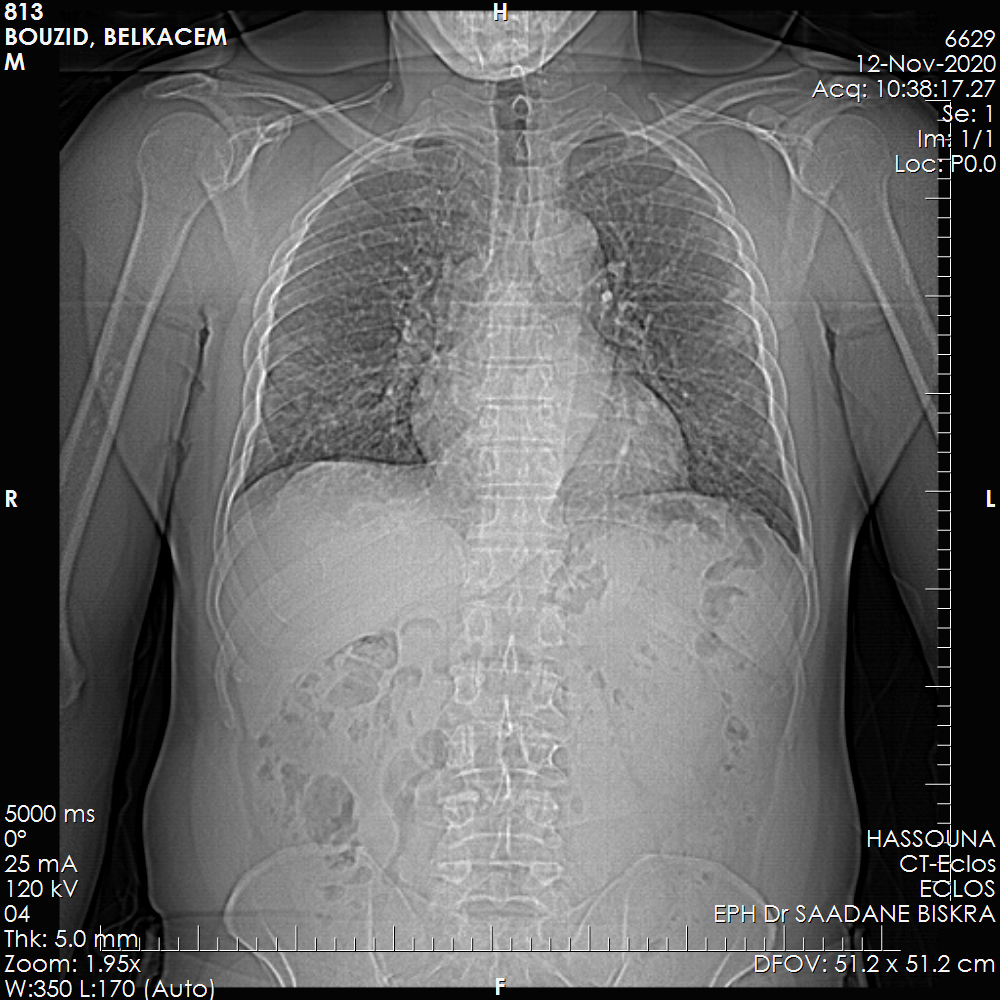 813
BOUZID, BELKACEM
M
H
6629
12-Nov-2020
Acq: 10:38:17.27
Se: 1
Im: 1/1
Loc: P0.0
R
L
5000 ms
0°
25 mA
120 kV
04
Thk: 5.0 mm
Zoom: 1.95x
W:350 L:170 (Auto)
F
HASSOUNA
CT-Eclos
ECLOS
EPH Dr SAADANE BISKRA
DFOV: 51.2 x 51.2 cm